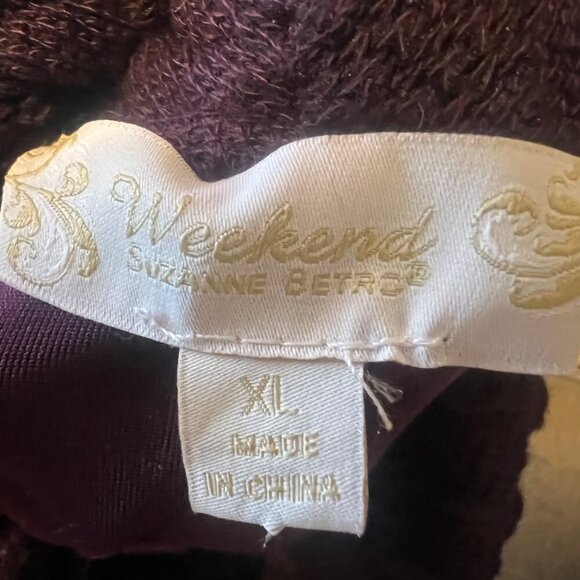 Weekend
SUZANNE BETRO®
XL
MADE
IN CHINA